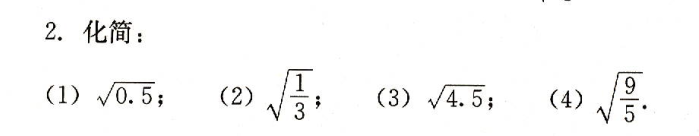 2. 化简：
(1) √0.5； (2) √(1/3)； (3) √4.5； (4) √(9/5).